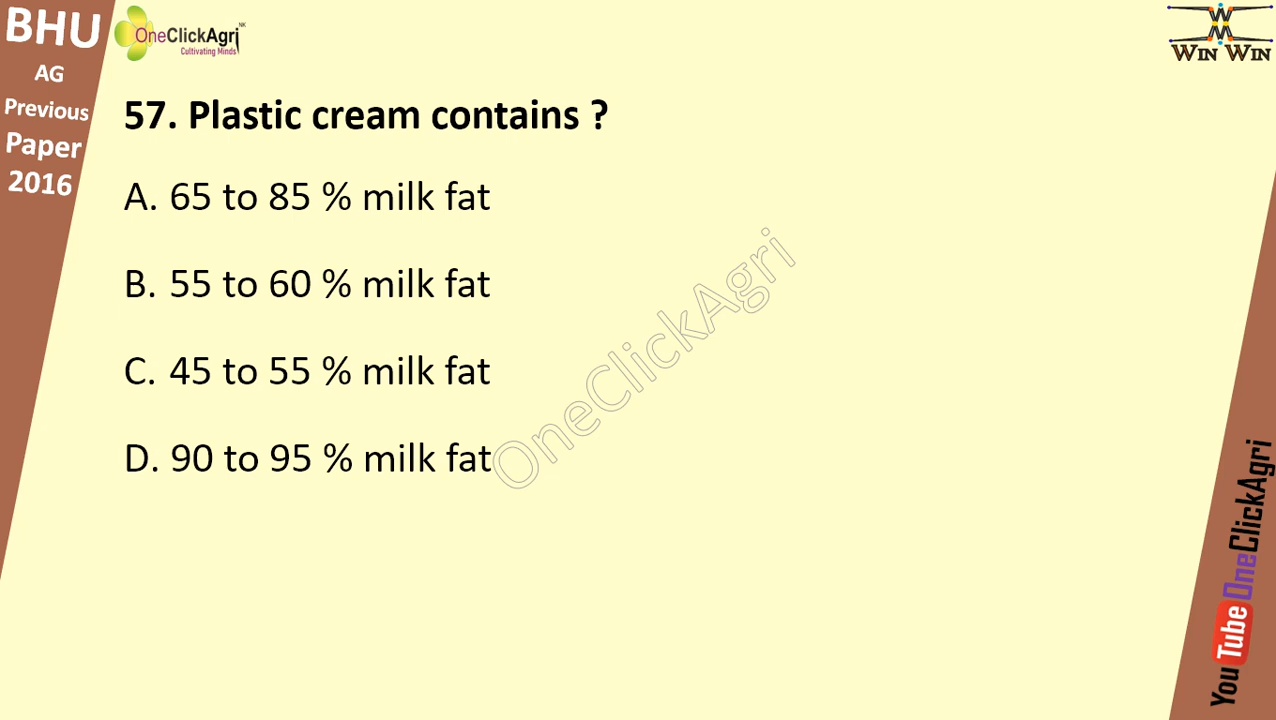 BHU
AG
Previous
Paper
2016
OneClickAgri NK
Cultivating Minds
WIN WIN
57. Plastic cream contains ?
A. 65 to 85 % milk fat
B. 55 to 60 % milk fat
C. 45 to 55 % milk fat
D. 90 to 95 % milk fat
OneClickAgri
YouTube OneClickAgri